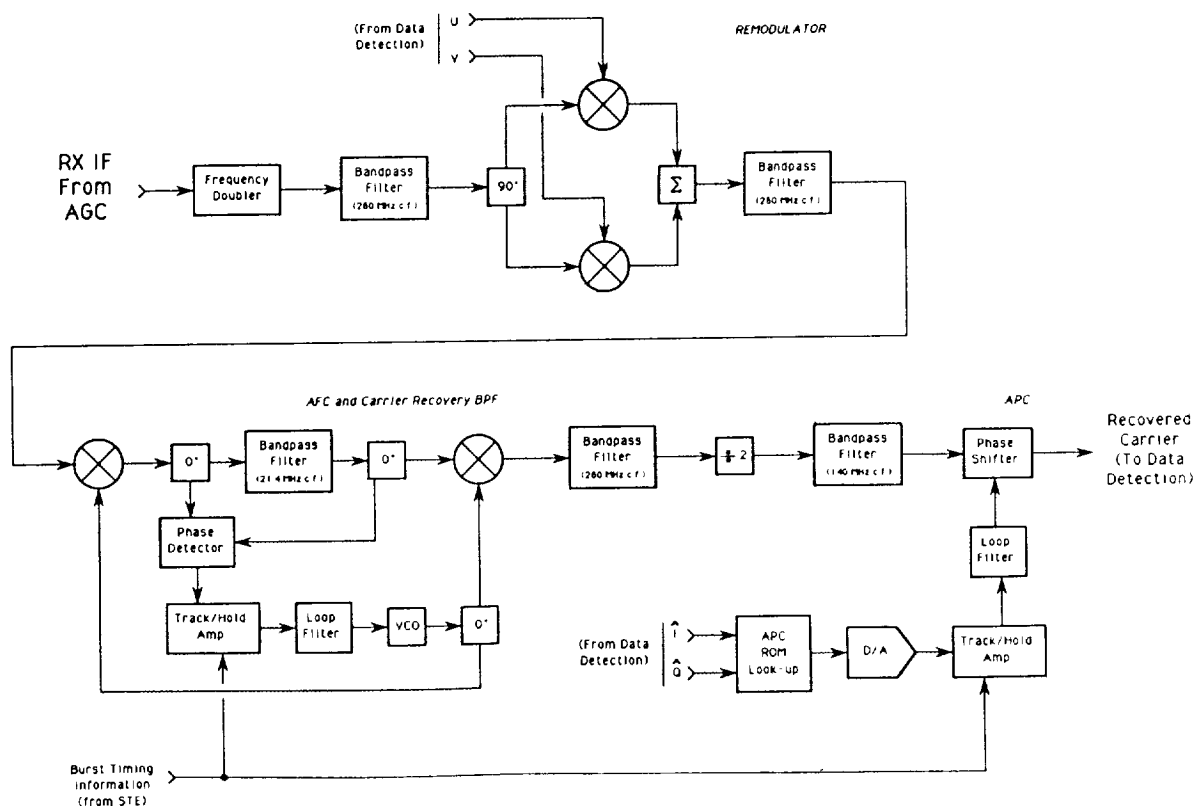 (From Data
Detection)
U
V
REMODULATOR
RX IF
From
AGC
Frequency
Doubler
Bandpass
Filter
(280 MHz c.f.)
90°
Σ
Bandpass
Filter
(280 MHz c.f.)
AFC and Carrier Recovery BPF
APC
0°
Bandpass
Filter
(21.4 MHz c.f.)
0°
Bandpass
Filter
(280 MHz c.f.)
÷ 2
Bandpass
Filter
(140 MHz c.f.)
Phase
Shifter
Recovered
Carrier
(To Data
Detection)
Phase
Detector
Loop
Filter
Track/Hold
Amp
Loop
Filter
VCO
0°
(From Data
Detection)
Î
Q̂
APC
ROM
Look-up
D/A
Track/Hold
Amp
Burst Timing
Information
(from STE)